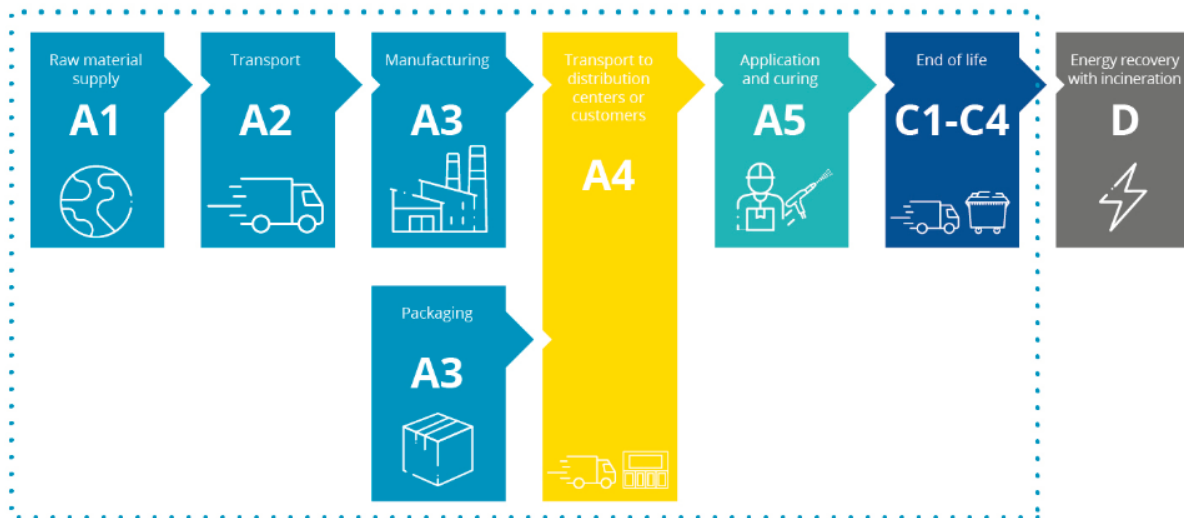 Raw material
supply
A1
Transport
A2
Manufacturing
A3
Transport to
distribution
centers or
customers
A4
Application
and curing
A5
End of life
C1-C4
Energy recovery
with incineration
D
Packaging
A3